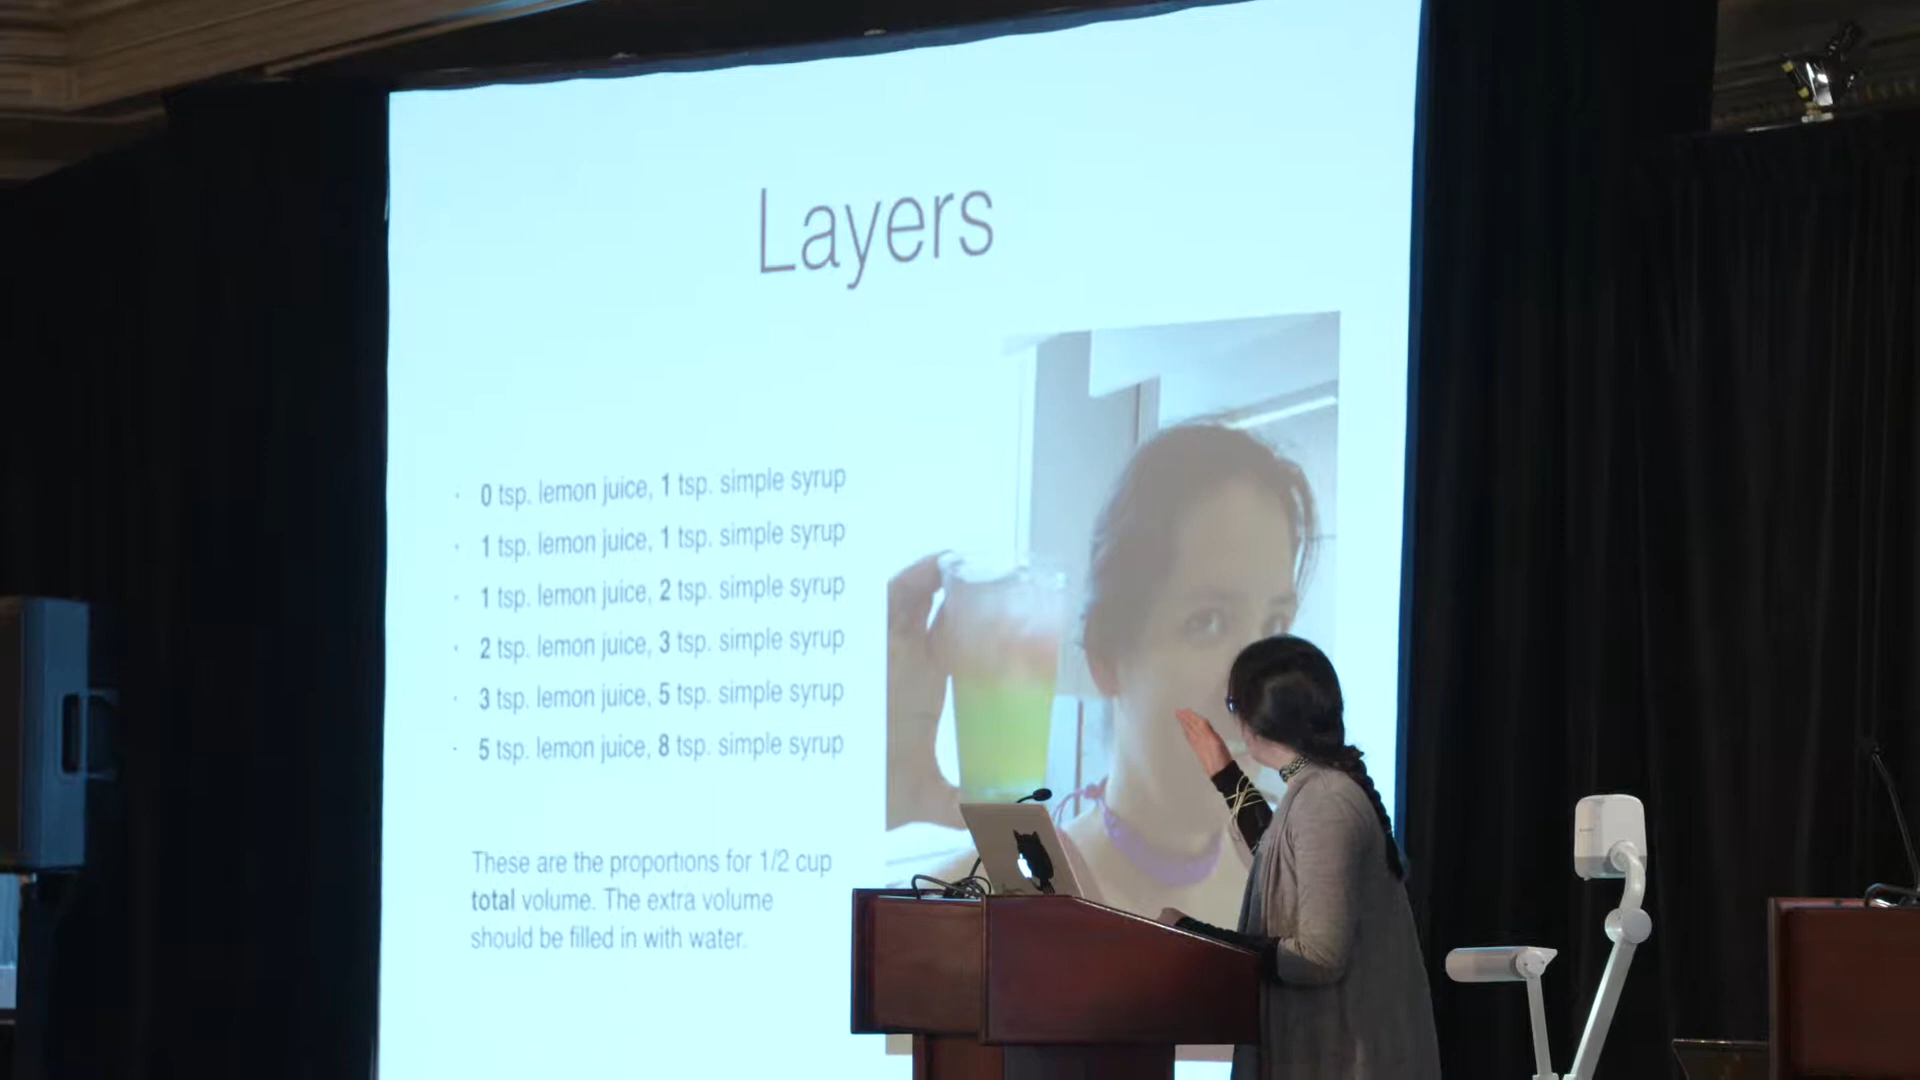 Layers
· 0 tsp. lemon juice, 1 tsp. simple syrup
· 1 tsp. lemon juice, 1 tsp. simple syrup
· 1 tsp. lemon juice, 2 tsp. simple syrup
· 2 tsp. lemon juice, 3 tsp. simple syrup
· 3 tsp. lemon juice, 5 tsp. simple syrup
· 5 tsp. lemon juice, 8 tsp. simple syrup
These are the proportions for 1/2 cup
total volume. The extra volume
should be filled in with water.